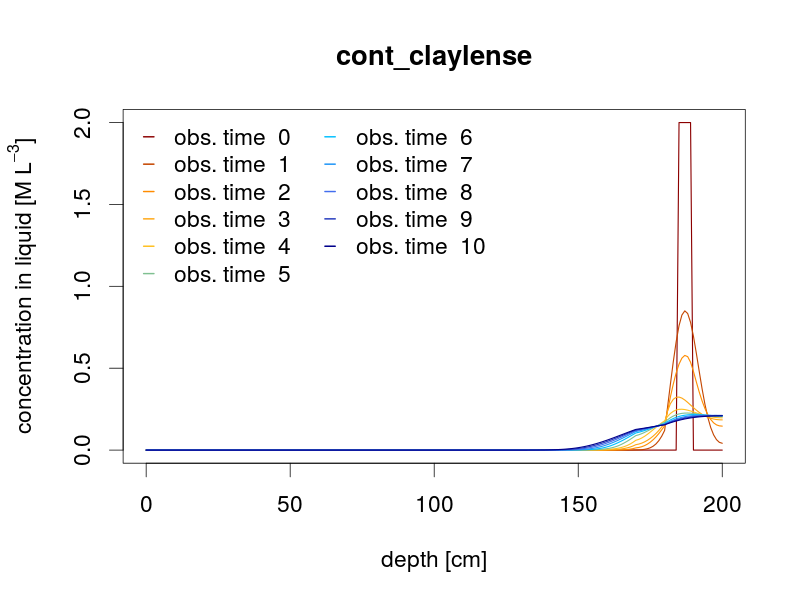 cont_claylense
concentration in liquid [M L⁻³]
2.0
1.5
1.0
0.5
0.0
obs. time 0
obs. time 1
obs. time 2
obs. time 3
obs. time 4
obs. time 5
obs. time 6
obs. time 7
obs. time 8
obs. time 9
obs. time 10
0 50 100 150 200
depth [cm]